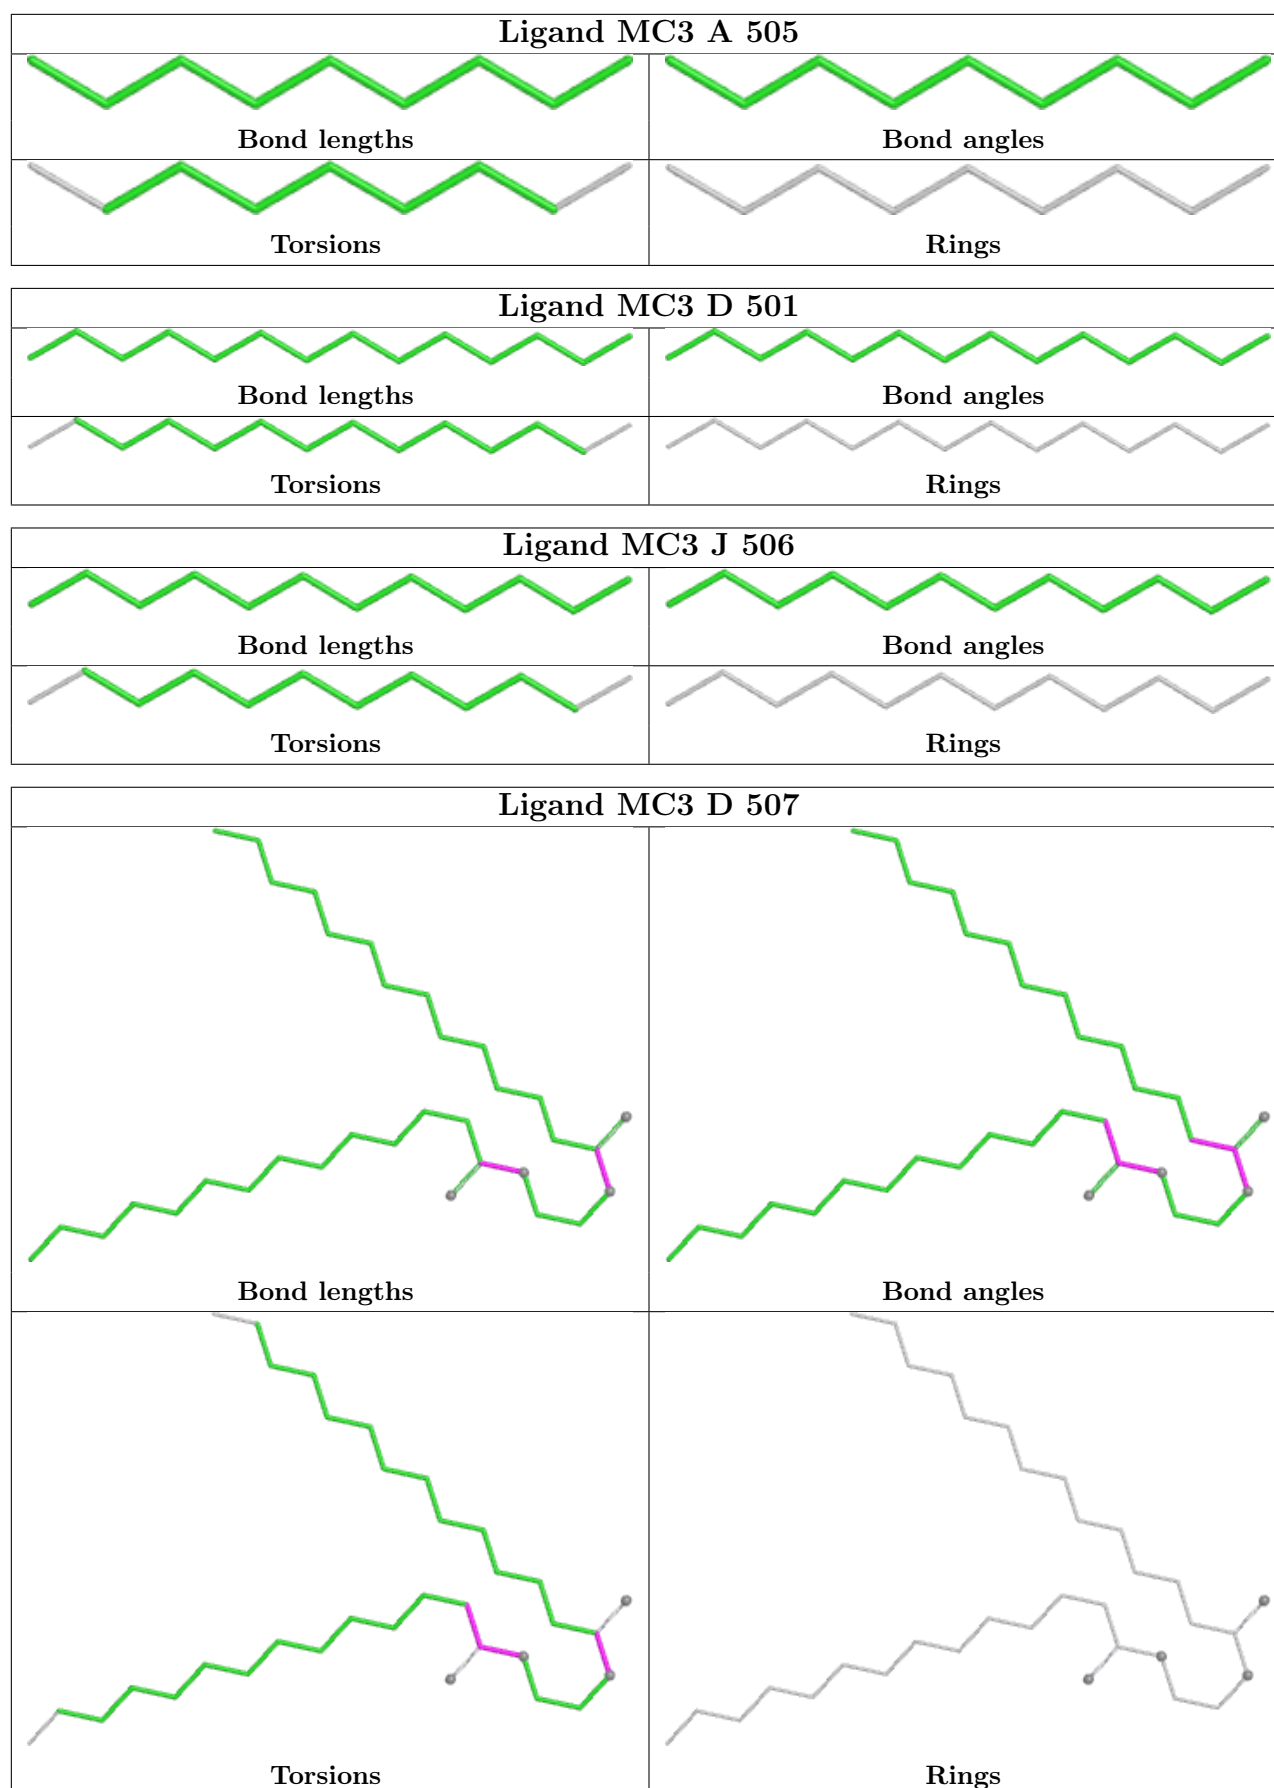 Ligand MC3 A 505
Bond lengths
Bond angles
Torsions
Rings
Ligand MC3 D 501
Bond lengths
Bond angles
Torsions
Rings
Ligand MC3 J 506
Bond lengths
Bond angles
Torsions
Rings
Ligand MC3 D 507
Bond lengths
Bond angles
Torsions
Rings